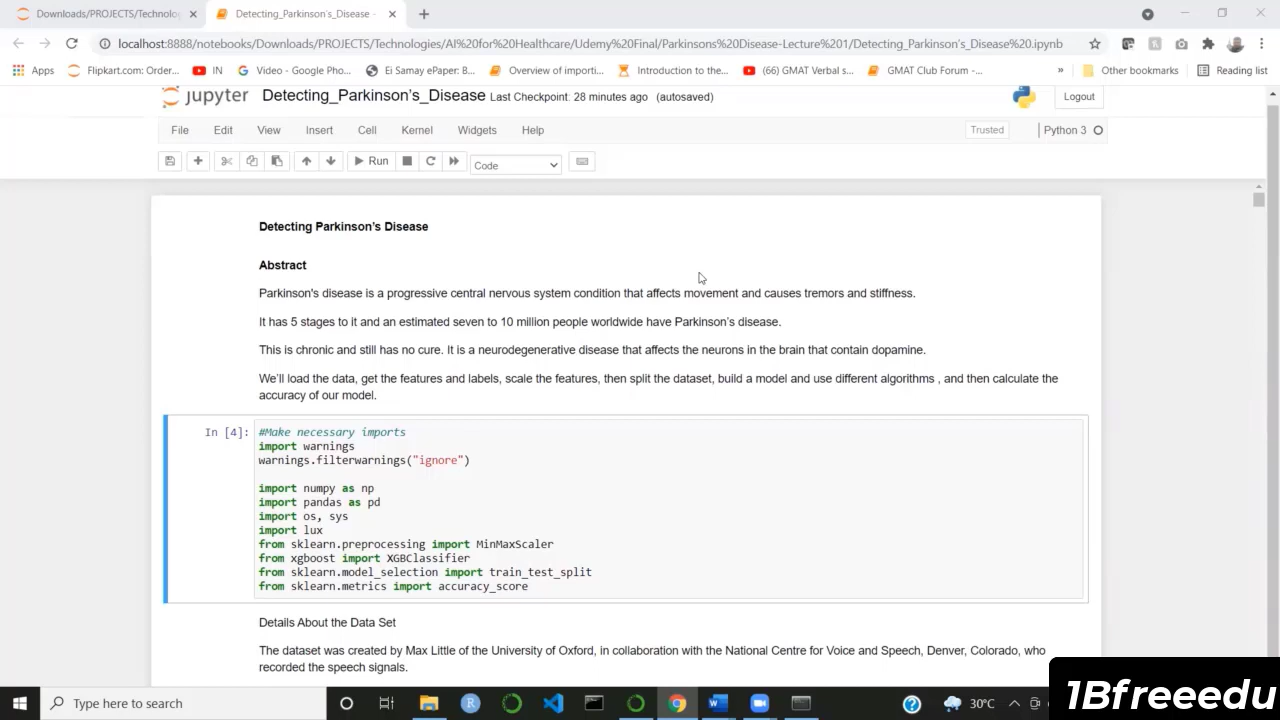 Downloads/PROJECTS/Technolog
Detecting_Parkinson's_Disease -
localhost:8888/notebooks/Downloads/PROJECTS/Technologies/AI%20for%20Healthcare/Udemy%20Final/Parkinsons%20Disease-Lecture%201/Detecting_Parkinson's_Disease%20.ipynb
Apps
Flipkart.com: Order...
IN
Video - Google Pho...
Ei Samay ePaper: B...
Overview of importi...
Introduction to the...
(66) GMAT Verbal s...
GMAT Club Forum -...
»
Other bookmarks
Reading list
jupyter Detecting_Parkinson's_Disease Last Checkpoint: 28 minutes ago (autosaved)
Logout
File Edit View Insert Cell Kernel Widgets Help
Trusted
Python 3
Run
Code
Detecting Parkinson's Disease
Abstract
Parkinson's disease is a progressive central nervous system condition that affects movement and causes tremors and stiffness.
It has 5 stages to it and an estimated seven to 10 million people worldwide have Parkinson's disease.
This is chronic and still has no cure. It is a neurodegenerative disease that affects the neurons in the brain that contain dopamine.
We'll load the data, get the features and labels, scale the features, then split the dataset, build a model and use different algorithms , and then calculate the
accuracy of our model.
In [4]:
#Make necessary imports
import warnings
warnings.filterwarnings("ignore")
import numpy as np
import pandas as pd
import os, sys
import lux
from sklearn.preprocessing import MinMaxScaler
from xgboost import XGBClassifier
from sklearn.model_selection import train_test_split
from sklearn.metrics import accuracy_score
Details About the Data Set
The dataset was created by Max Little of the University of Oxford, in collaboration with the National Centre for Voice and Speech, Denver, Colorado, who
recorded the speech signals.
Type here to search
30°C
1Bfreeedu